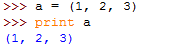 >>> a = (1, 2, 3)
>>> print a
(1, 2, 3)